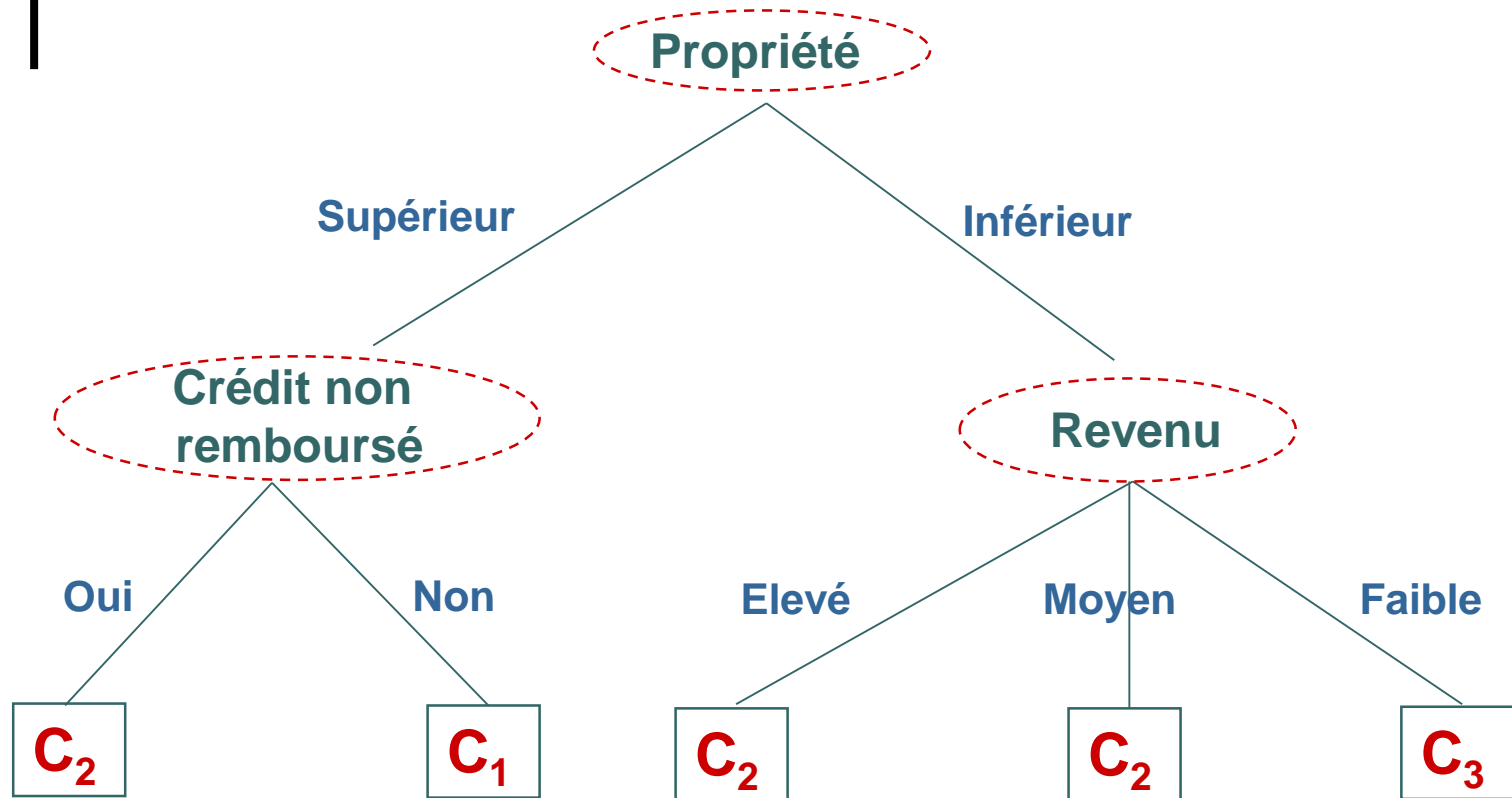 Propriété
Supérieur
Inférieur
Crédit non
remboursé
Revenu
Oui
Non
Elevé
Moyen
Faible
C₂
C₁
C₂
C₂
C₃